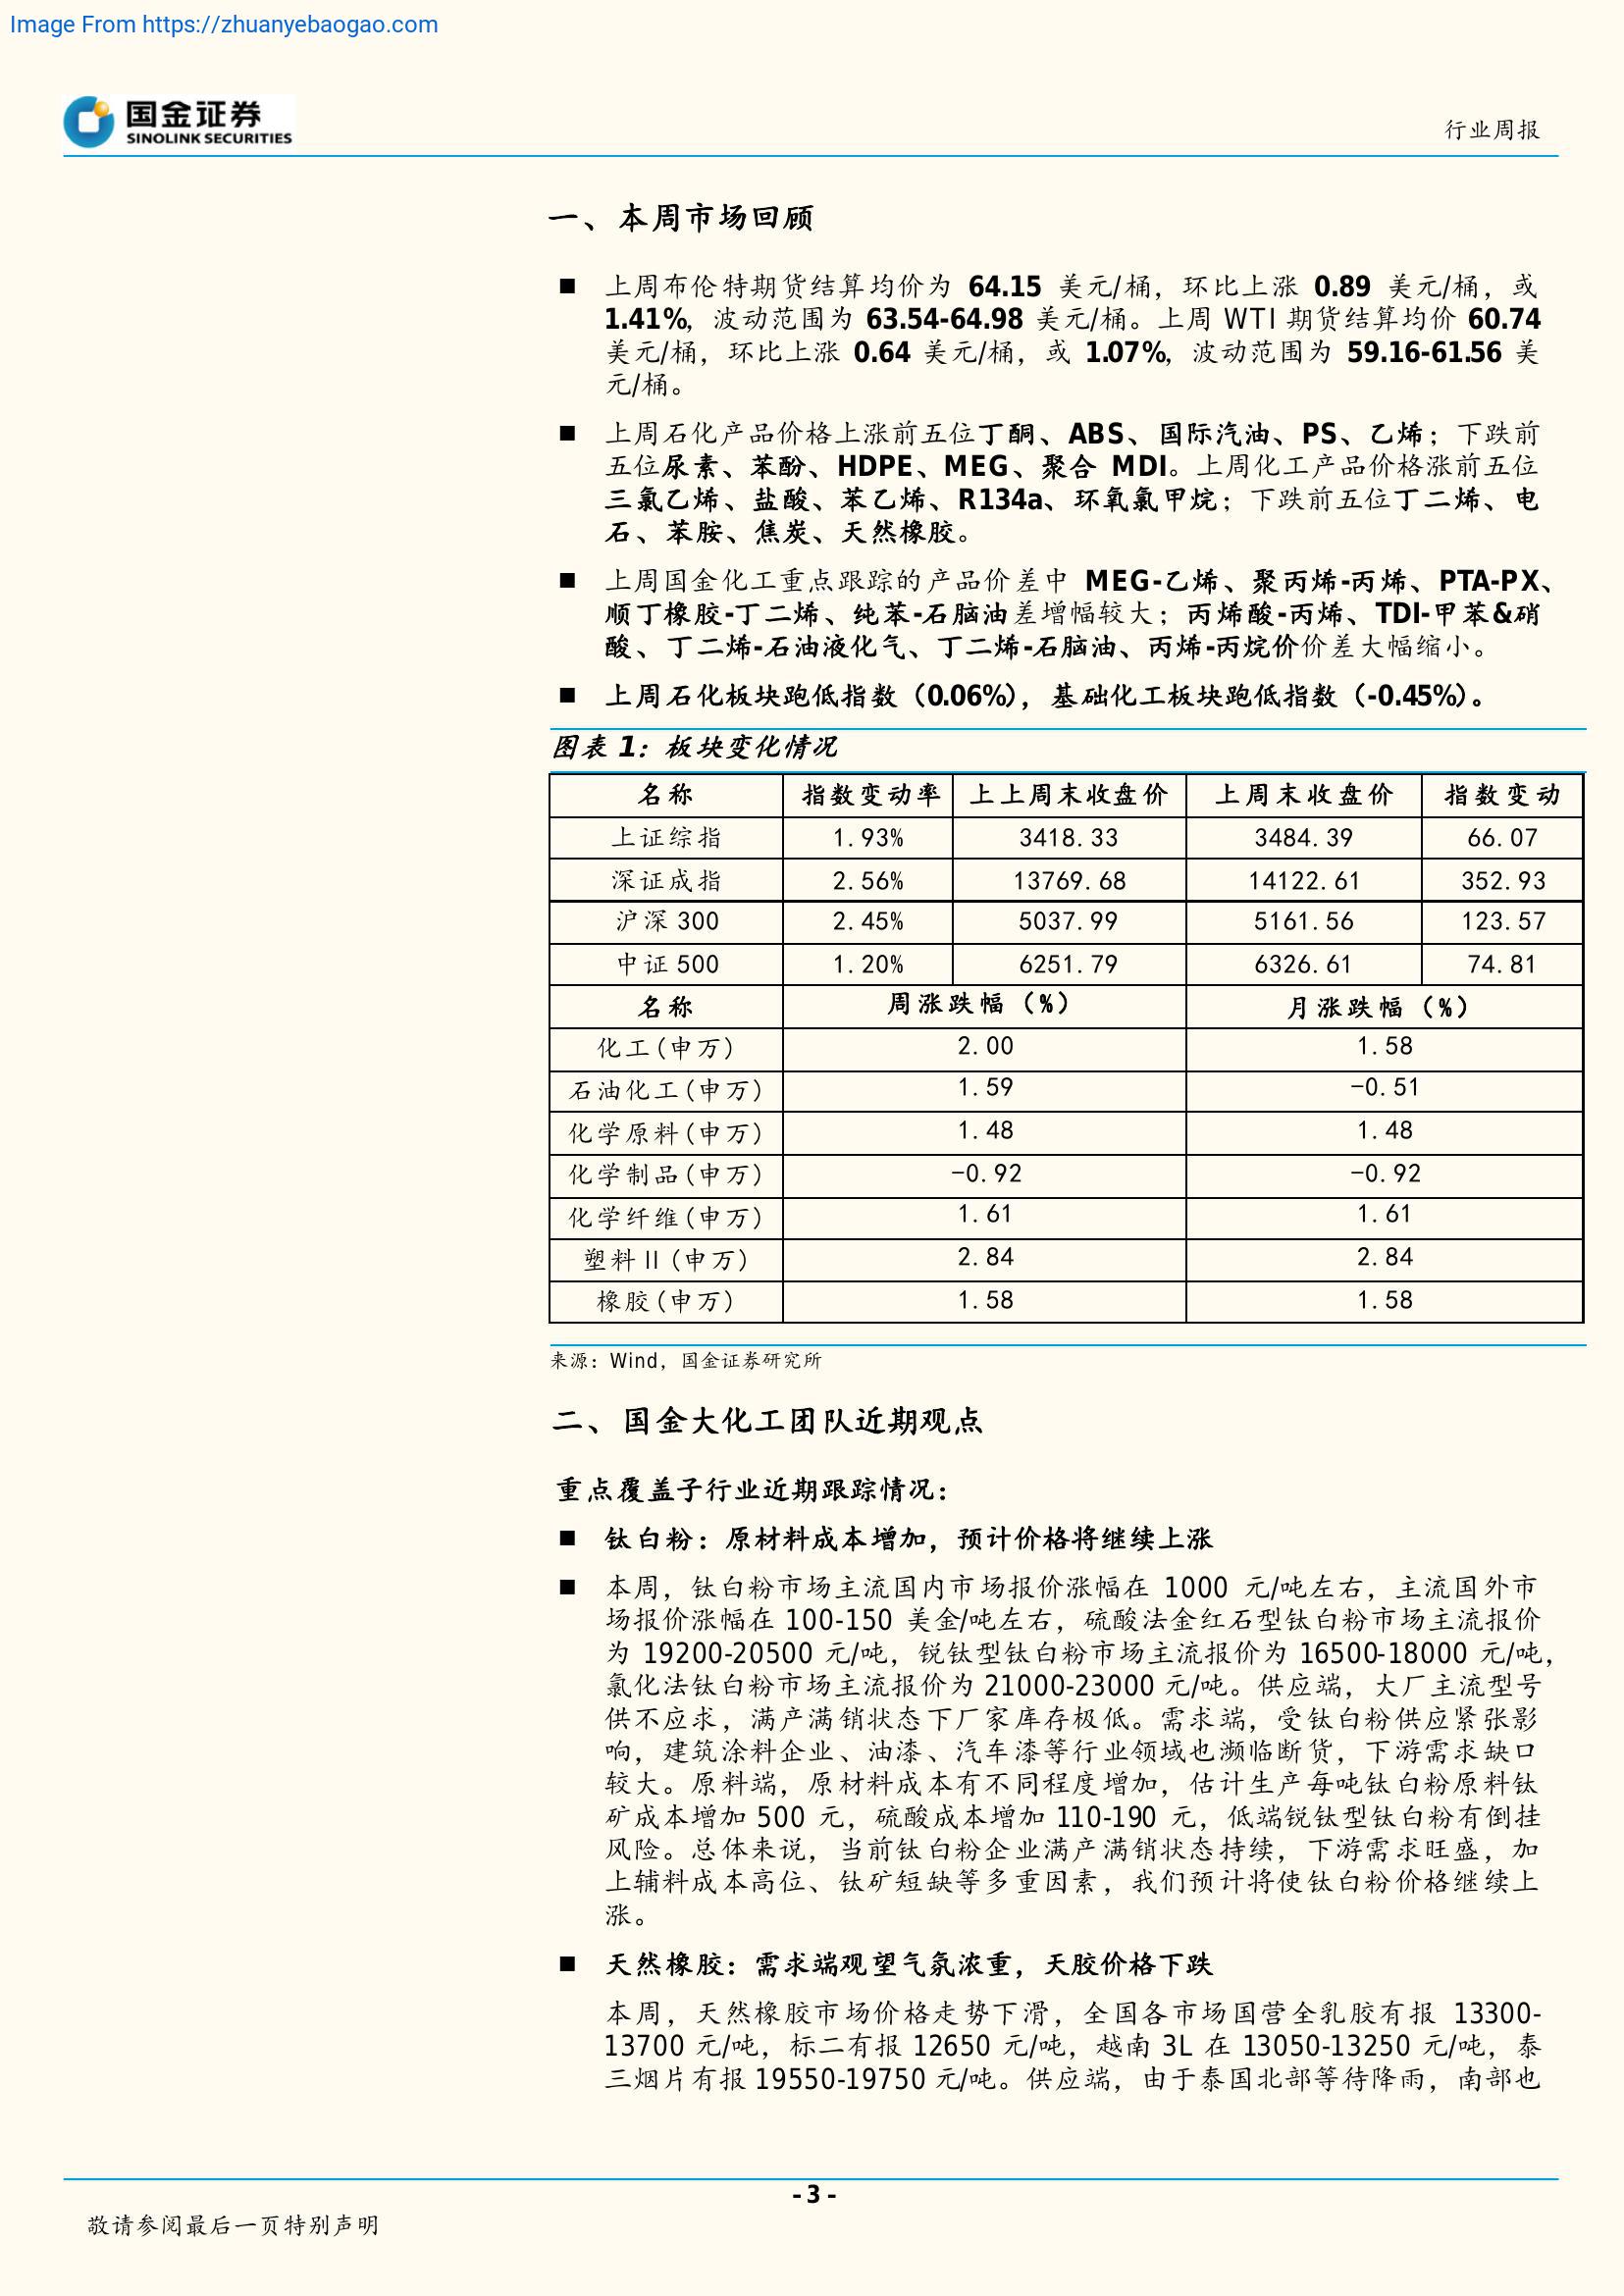 Image From https://zhuanyebaogao.com
国金证券
SINOLINK SECURITIES
行业周报
一、本周市场回顾
■ 上周布伦特期货结算均价为 64.15 美元/桶，环比上涨 0.89 美元/桶，或
1.41%，波动范围为 63.54-64.98 美元/桶。上周 WTI 期货结算均价 60.74
美元/桶，环比上涨 0.64 美元/桶，或 1.07%，波动范围为 59.16-61.56 美
元/桶。
■ 上周石化产品价格上涨前五位丁酮、ABS、国际汽油、PS、乙烯；下跌前
五位尿素、苯酚、HDPE、MEG、聚合 MDI。上周化工产品价格涨前五位
三氯乙烯、盐酸、苯乙烯、R134a、环氧氯甲烷；下跌前五位丁二烯、电
石、苯胺、焦炭、天然橡胶。
■ 上周国金化工重点跟踪的产品价差中 MEG-乙烯、聚丙烯-丙烯、PTA-PX、
顺丁橡胶-丁二烯、纯苯-石脑油差增幅较大；丙烯酸-丙烯、TDI-甲苯&硝
酸、丁二烯-石油液化气、丁二烯-石脑油、丙烯-丙烷价价差大幅缩小。
■ 上周石化板块跑低指数（0.06%），基础化工板块跑低指数（-0.45%）。
图表 1：板块变化情况
名称 指数变动率 上上周末收盘价 上周末收盘价 指数变动
上证综指 1.93% 3418.33 3484.39 66.07
深证成指 2.56% 13769.68 14122.61 352.93
沪深 300 2.45% 5037.99 5161.56 123.57
中证 500 1.20% 6251.79 6326.61 74.81
名称 周涨跌幅（%） 月涨跌幅（%）
化工(申万) 2.00 1.58
石油化工(申万) 1.59 -0.51
化学原料(申万) 1.48 1.48
化学制品(申万) -0.92 -0.92
化学纤维(申万) 1.61 1.61
塑料 II (申万) 2.84 2.84
橡胶(申万) 1.58 1.58
来源：Wind，国金证券研究所
二、国金大化工团队近期观点
重点覆盖子行业近期跟踪情况：
■ 钛白粉：原材料成本增加，预计价格将继续上涨
■ 本周，钛白粉市场主流国内市场报价涨幅在 1000 元/吨左右，主流国外市
场报价涨幅在 100-150 美金/吨左右，硫酸法金红石型钛白粉市场主流报价
为 19200-20500 元/吨，锐钛型钛白粉市场主流报价为 16500-18000 元/吨，
氯化法钛白粉市场主流报价为 21000-23000 元/吨。供应端，大厂主流型号
供不应求，满产满销状态下厂家库存极低。需求端，受钛白粉供应紧张影
响，建筑涂料企业、油漆、汽车漆等行业领域也濒临断货，下游需求缺口
较大。原料端，原材料成本有不同程度增加，估计生产每吨钛白粉原料钛
矿成本增加 500 元，硫酸成本增加 110-190 元，低端锐钛型钛白粉有倒挂
风险。总体来说，当前钛白粉企业满产满销状态持续，下游需求旺盛，加
上辅料成本高位、钛矿短缺等多重因素，我们预计将使钛白粉价格继续上
涨。
■ 天然橡胶：需求端观望气氛浓重，天胶价格下跌
本周，天然橡胶市场价格走势下滑，全国各市场国营全乳胶有报 13300-
13700 元/吨，标二有报 12650 元/吨，越南 3L 在 13050-13250 元/吨，泰
三烟片有报 19550-19750 元/吨。供应端，由于泰国北部等待降雨，南部也
- 3 -
敬请参阅最后一页特别声明